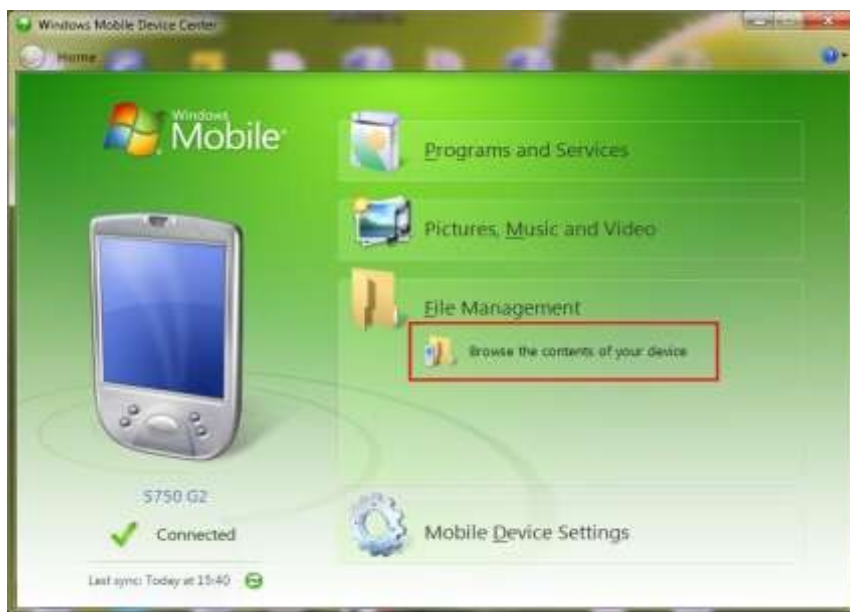 Windows Mobile Device Center
Home
Windows
Mobile
Programs and Services
Pictures, Music and Video
File Management
Browse the contents of your device
S750 G2
Connected
Mobile Device Settings
Last sync: Today at 15:40